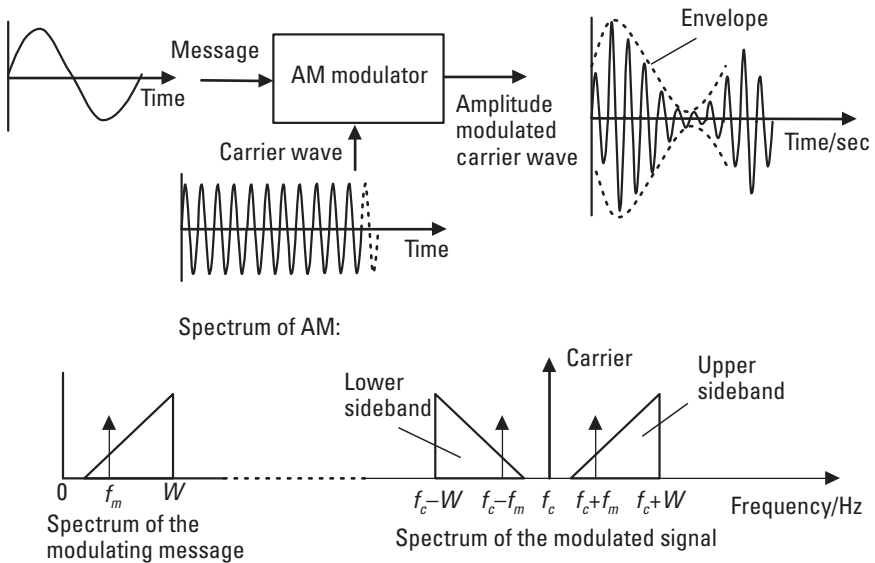 Envelope
Message
AM modulator
Time
Amplitude
modulated
carrier wave
Time/sec
Carrier wave
Time
Spectrum of AM:
Carrier
Upper
sideband
Lower
sideband
0
f_m
W
f_c–W
f_c–f_m
f_c
f_c+f_m
f_c+W
Frequency/Hz
Spectrum of the
modulating message
Spectrum of the modulated signal